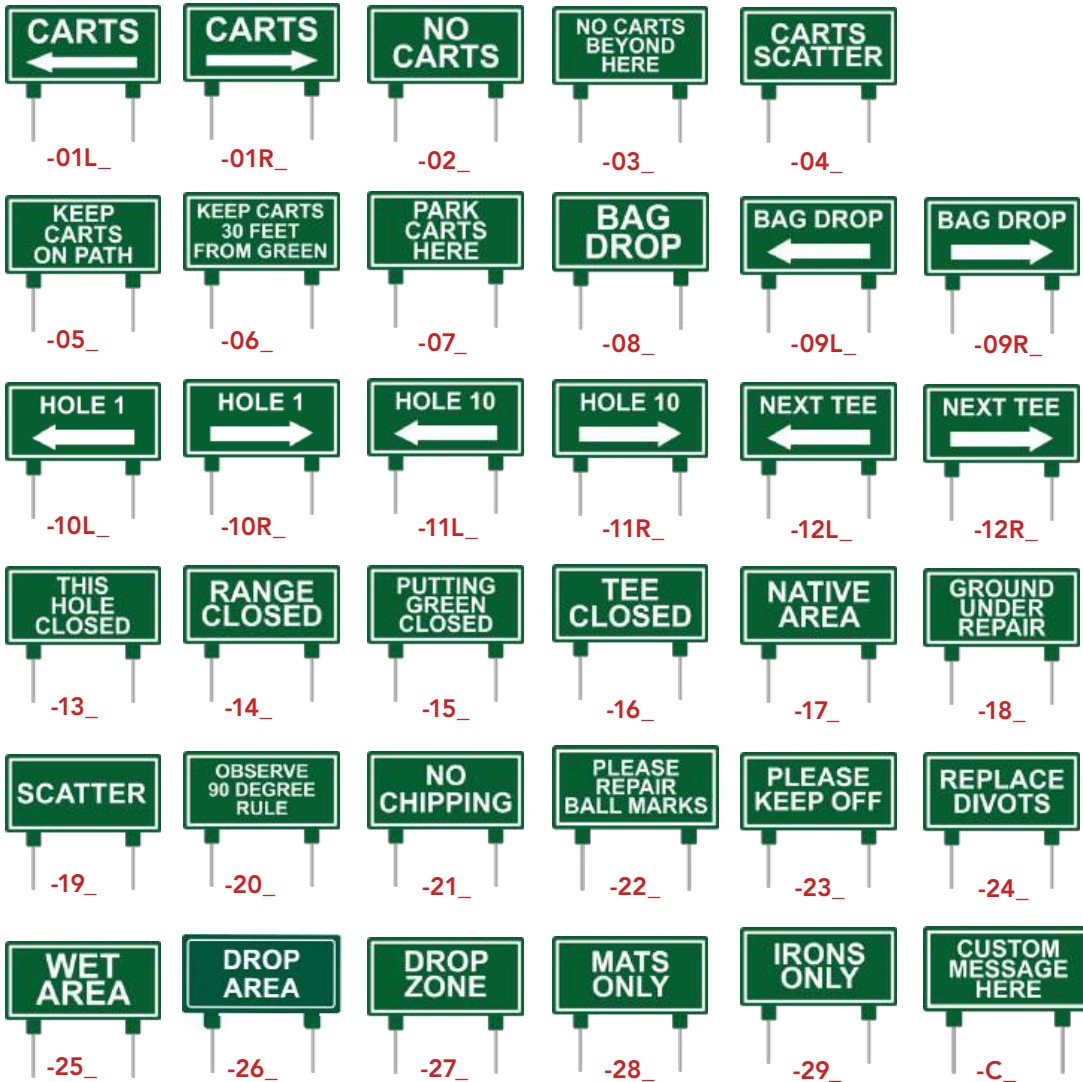 CARTS
-01L_
CARTS
-01R_
NO
CARTS
-02_
NO CARTS
BEYOND
HERE
-03_
CARTS
SCATTER
-04_
KEEP
CARTS
ON PATH
-05_
KEEP CARTS
30 FEET
FROM GREEN
-06_
PARK
CARTS
HERE
-07_
BAG
DROP
-08_
BAG DROP
-09L_
BAG DROP
-09R_
HOLE 1
-10L_
HOLE 1
-10R_
HOLE 10
-11L_
HOLE 10
-11R_
NEXT TEE
-12L_
NEXT TEE
-12R_
THIS
HOLE
CLOSED
-13_
RANGE
CLOSED
-14_
PUTTING
GREEN
CLOSED
-15_
TEE
CLOSED
-16_
NATIVE
AREA
-17_
GROUND
UNDER
REPAIR
-18_
SCATTER
-19_
OBSERVE
90 DEGREE
RULE
-20_
NO
CHIPPING
-21_
PLEASE
REPAIR
BALL MARKS
-22_
PLEASE
KEEP OFF
-23_
REPLACE
DIVOTS
-24_
WET
AREA
-25_
DROP
AREA
-26_
DROP
ZONE
-27_
MATS
ONLY
-28_
IRONS
ONLY
-29_
CUSTOM
MESSAGE
HERE
-C_